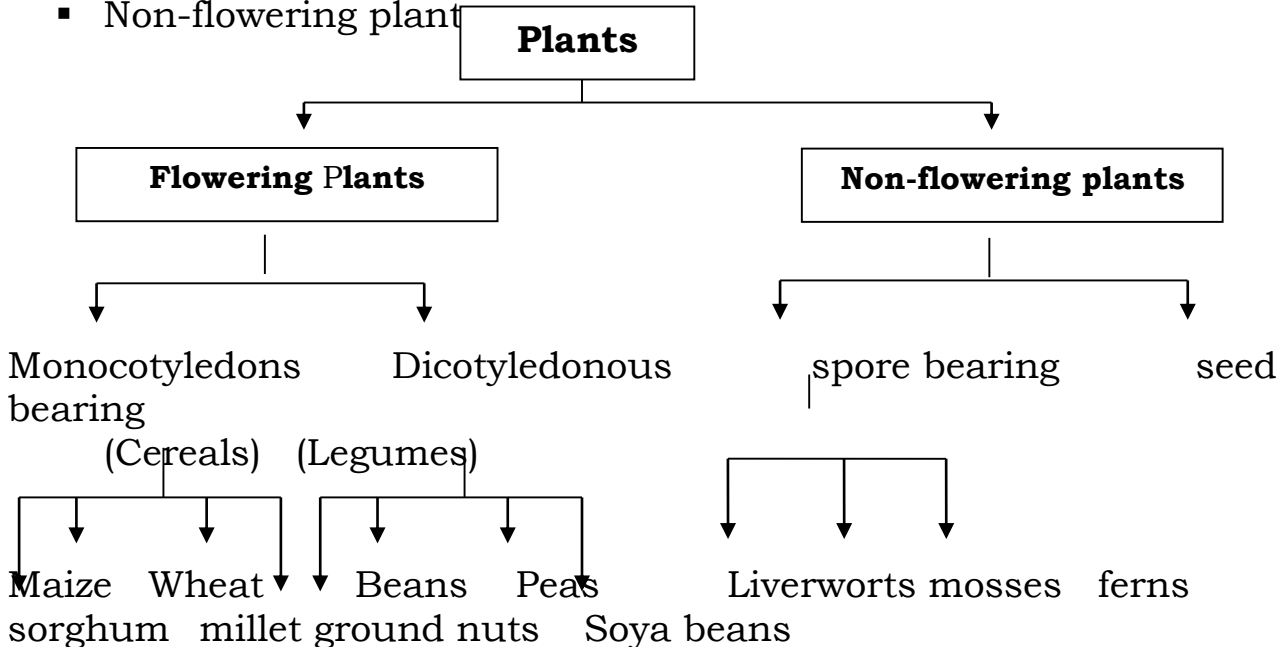 ▪ Non-flowering plant
Plants
Flowering Plants
Non-flowering plants
Monocotyledons Dicotyledonous spore bearing seed
bearing
(Cereals) (Legumes)
Maize Wheat Beans Peas Liverworts mosses ferns
sorghum millet ground nuts Soya beans